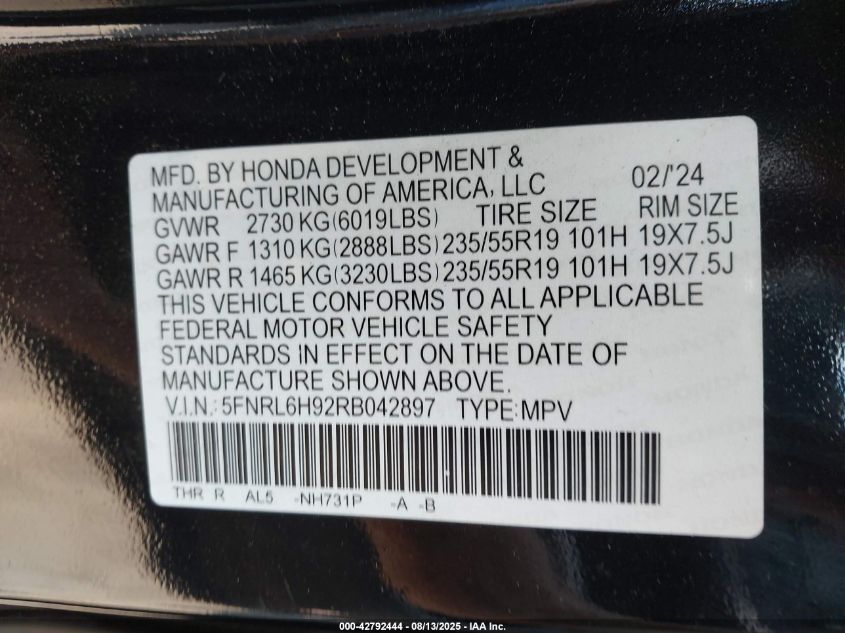 MFD. BY HONDA DEVELOPMENT &
MANUFACTURING OF AMERICA, LLC 02/'24
GVWR 2730 KG(6019LBS) TIRE SIZE RIM SIZE
GAWR F 1310 KG(2888LBS) 235/55R19 101H 19X7.5J
GAWR R 1465 KG(3230LBS) 235/55R19 101H 19X7.5J
THIS VEHICLE CONFORMS TO ALL APPLICABLE
FEDERAL MOTOR VEHICLE SAFETY
STANDARDS IN EFFECT ON THE DATE OF
MANUFACTURE SHOWN ABOVE.
V.I.N.: 5FNRL6H92RB042897 TYPE:MPV
THR R AL5 -NH731P -A -B
000-42792444 - 08/13/2025 - IAA Inc.